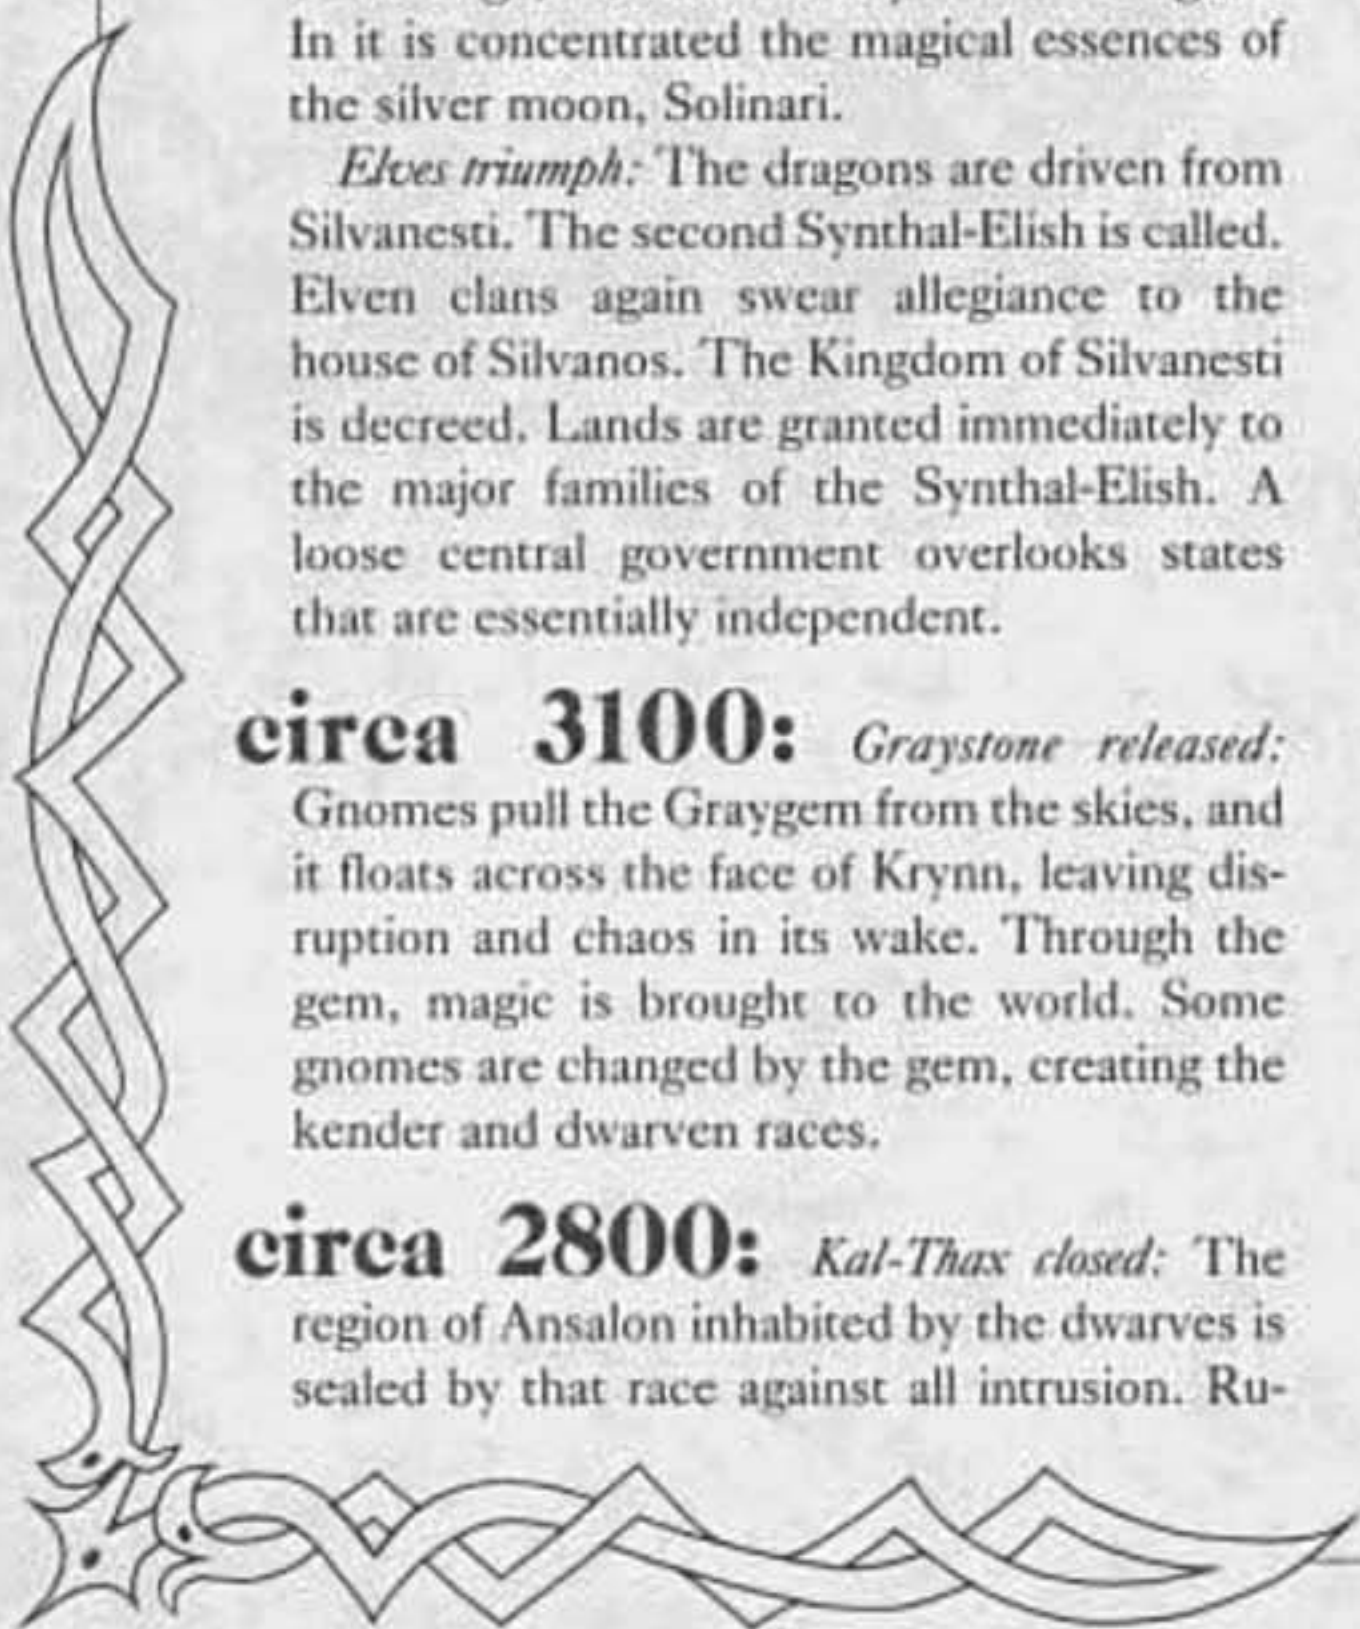 In it is concentrated the magical essences of
the silver moon, Solinari.
Elves triumph: The dragons are driven from
Silvanesti. The second Synthal-Elish is called.
Elven clans again swear allegiance to the
house of Silvanos. The Kingdom of Silvanesti
is decreed. Lands are granted immediately to
the major families of the Synthal-Elish. A
loose central government overlooks states
that are essentially independent.
circa 3100: Graystone released:
Gnomes pull the Graygem from the skies, and
it floats across the face of Krynn, leaving dis-
ruption and chaos in its wake. Through the
gem, magic is brought to the world. Some
gnomes are changed by the gem, creating the
kender and dwarven races.
circa 2800: Kal-Thax closed: The
region of Ansalon inhabited by the dwarves is
sealed by that race against all intrusion. Ru-